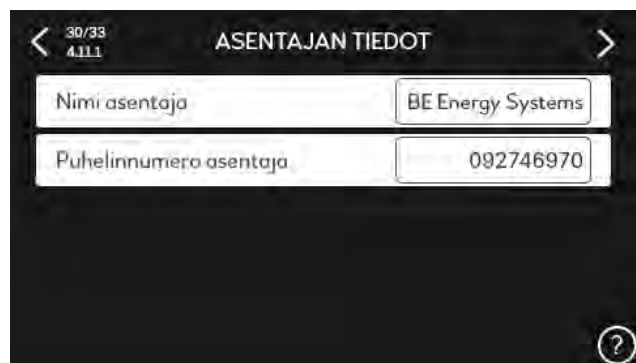 30/33
4.11.1
ASENTAJAN TIEDOT
Nimi asentaja BE Energy Systems
Puhelinnumero asentaja 092746970
?